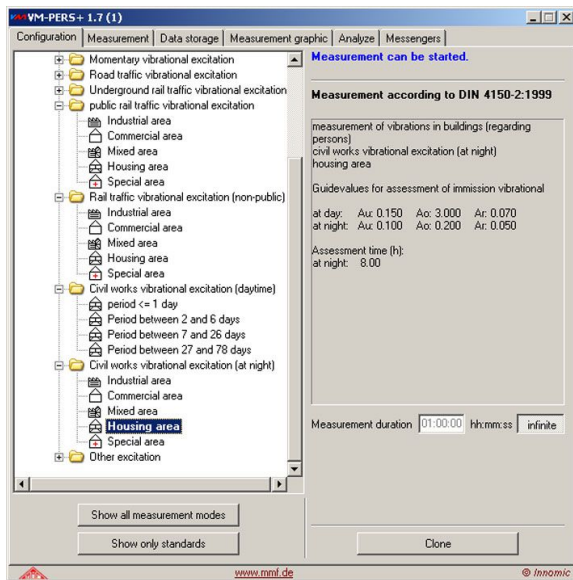 VM-PERS+ 1.7 (1)
Configuration Measurement Data storage Measurement graphic Analyze Messengers
Momentary vibrational excitation
Road traffic vibrational excitation
Underground rail traffic vibrational excitation
public rail traffic vibrational excitation
Industrial area
Commercial area
Mixed area
Housing area
Special area
Rail traffic vibrational excitation (non-public)
Industrial area
Commercial area
Mixed area
Housing area
Special area
Civil works vibrational excitation (daytime)
period <= 1 day
Period between 2 and 6 days
Period between 7 and 26 days
Period between 27 and 78 days
Civil works vibrational excitation (at night)
Industrial area
Commercial area
Mixed area
Housing area
Special area
Other excitation
Show all measurement modes
Show only standards
Measurement can be started.
Measurement according to DIN 4150-2:1999
measurement of vibrations in buildings (regarding
persons)
civil works vibrational excitation (at night)
housing area
Guidevalues for assessment of immission vibrational
at day: Au: 0.150 Ao: 3.000 Ar: 0.070
at night: Au: 0.100 Ao: 0.200 Ar: 0.050
Assessment time (h):
at night: 8.00
Measurement duration 01:00:00 hh:mm:ss infinite
Clone
www.mmf.de
© Innomic